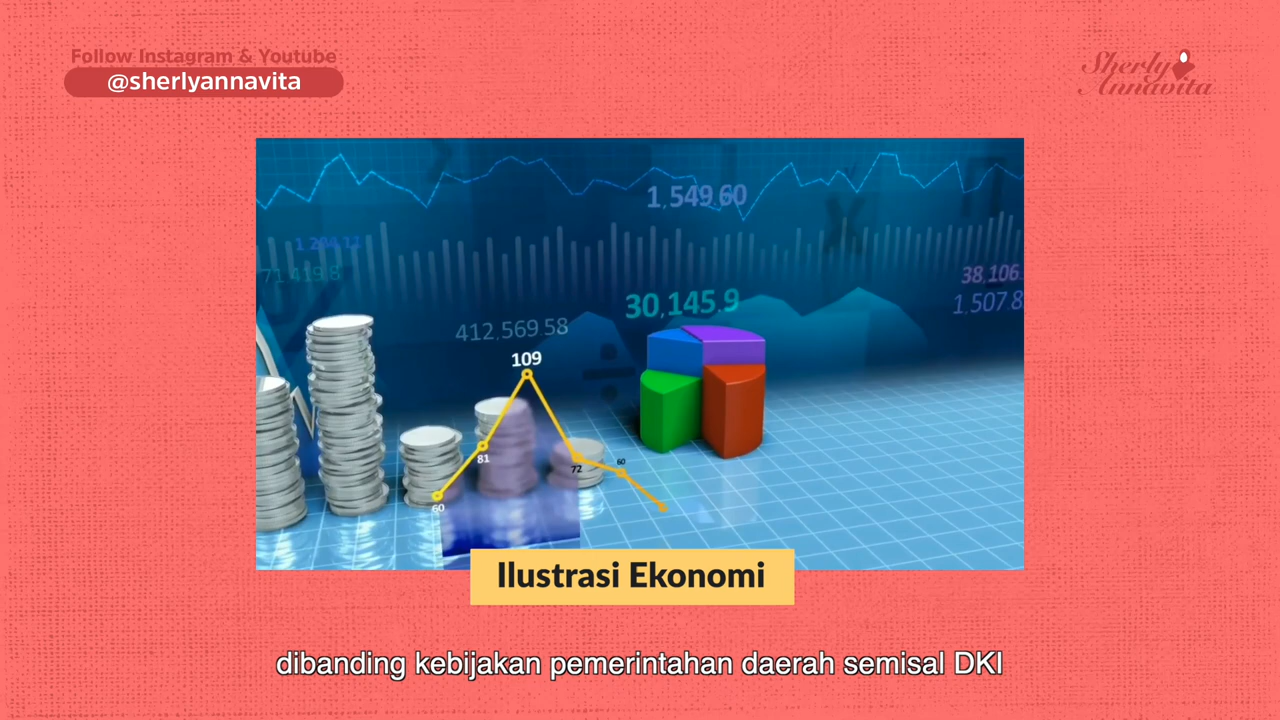 Follow Instagram & Youtube
@sherlyannavita
Sherly
Annavita
1,549.60
38,106.
1,507.8
30,145.9
412,569.58
109
81
72
60
60
Ilustrasi Ekonomi
dibanding kebijakan pemerintahan daerah semisal DKI